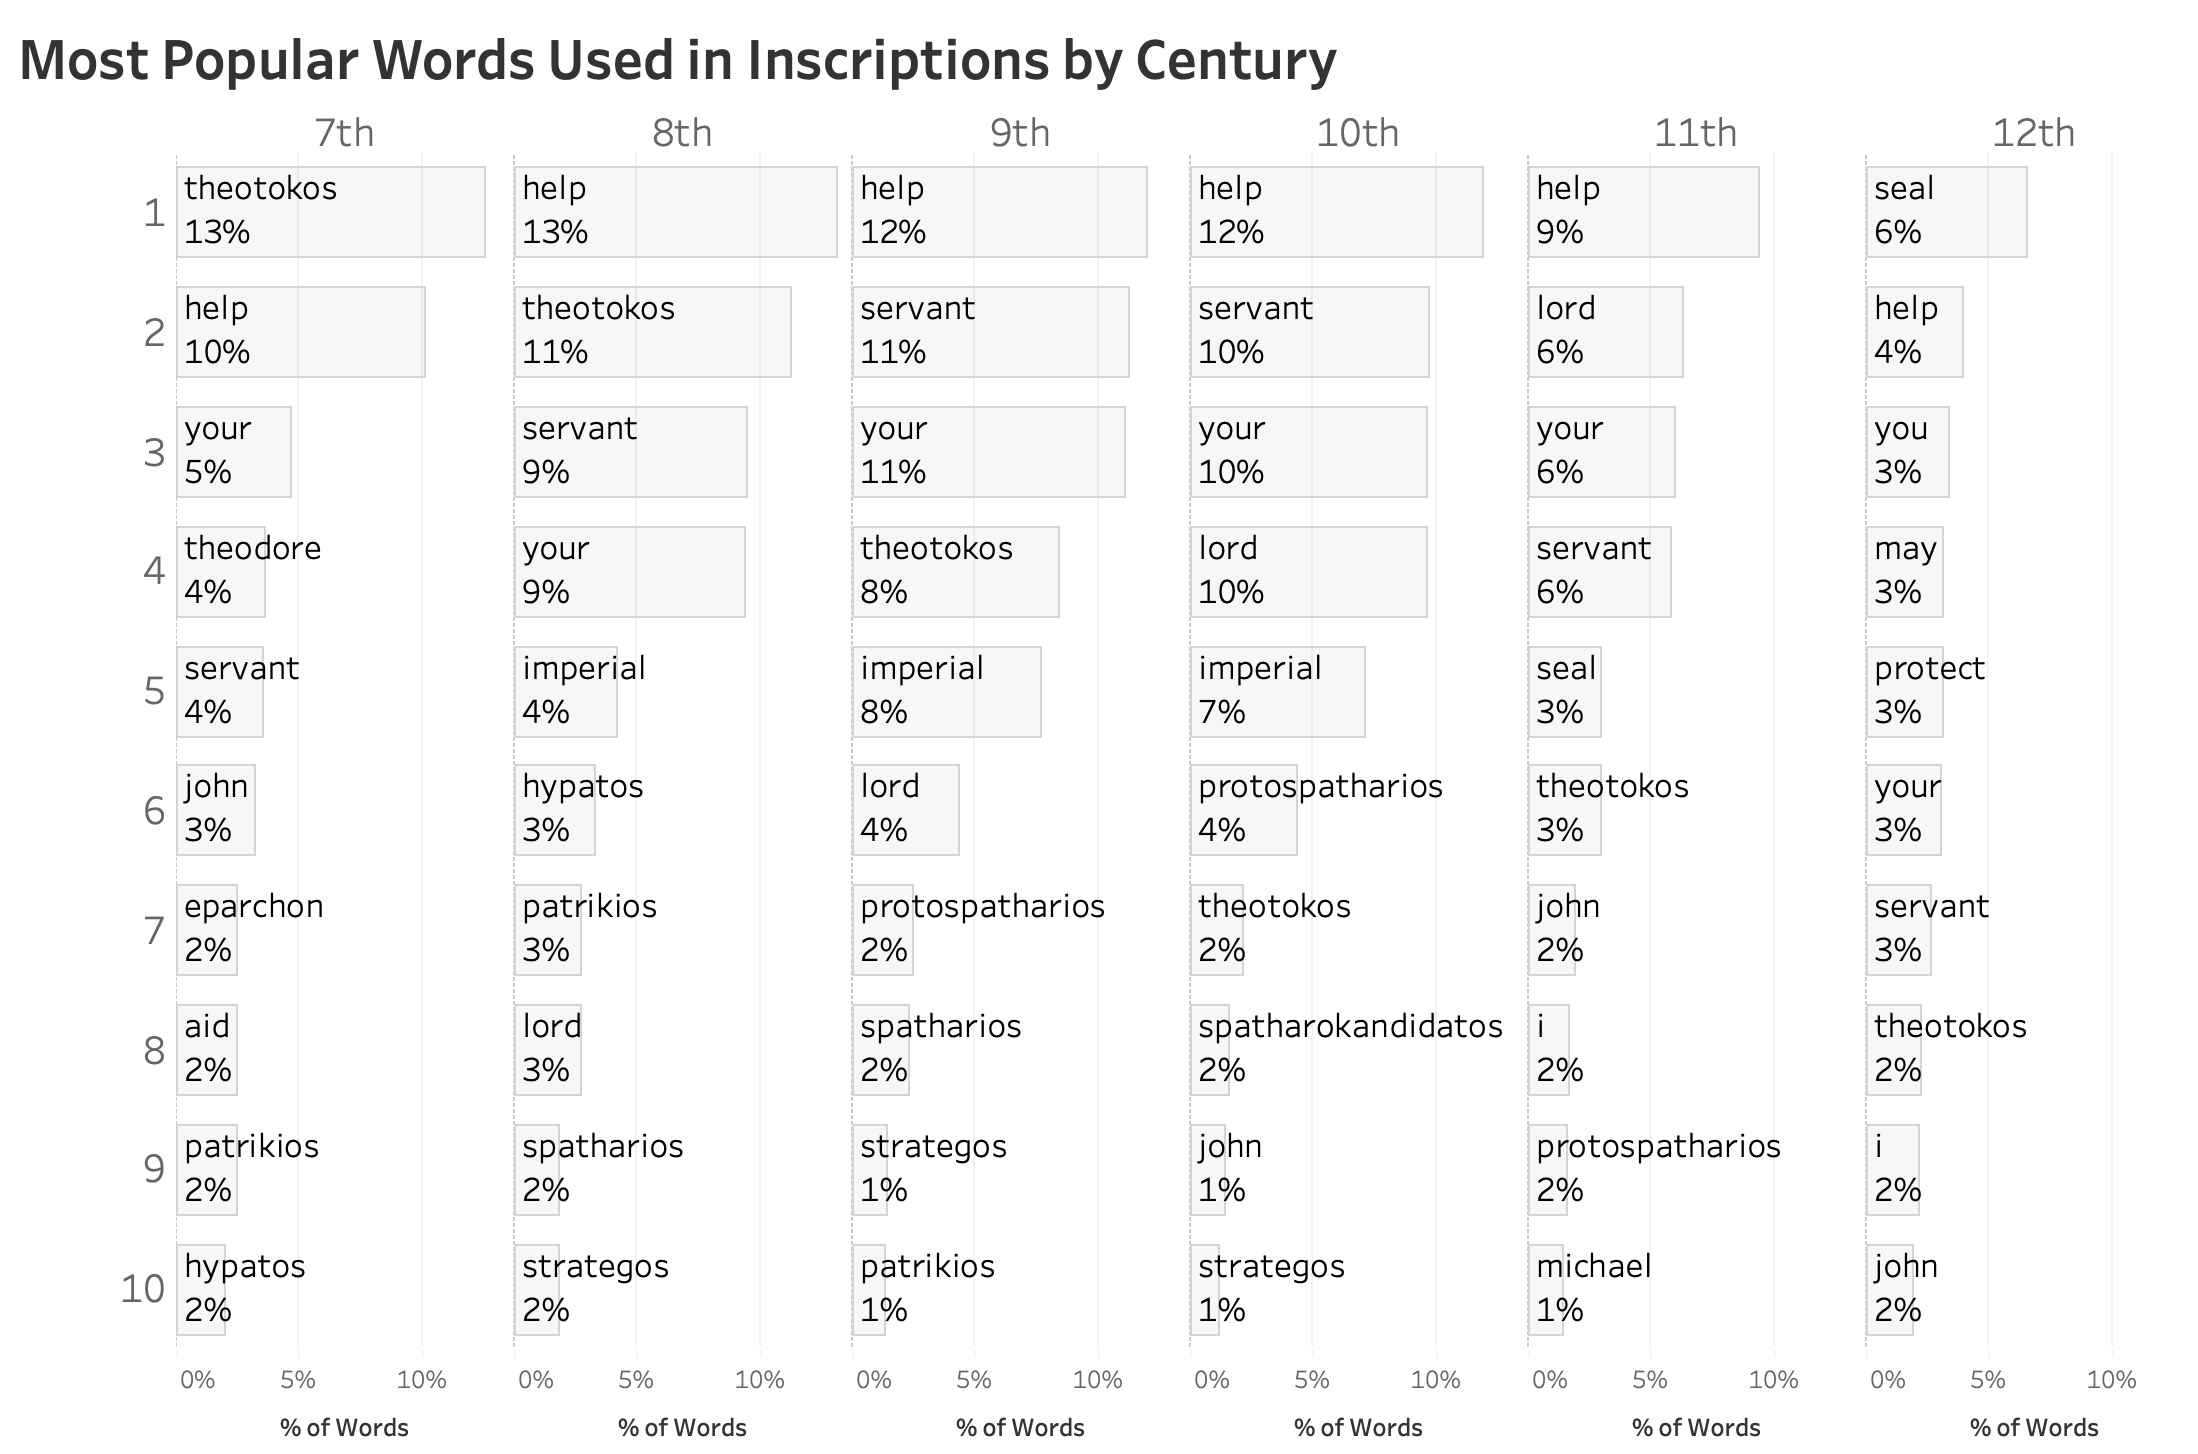 Most Popular Words Used in Inscriptions by Century
7th 8th 9th 10th 11th 12th
1 theotokos help help help help seal
13% 13% 12% 12% 9% 6%
2 help theotokos servant servant lord help
10% 11% 11% 10% 6% 4%
3 your servant your your your you
5% 9% 11% 10% 6% 3%
4 theodore your theotokos lord servant may
4% 9% 8% 10% 6% 3%
5 servant imperial imperial imperial seal protect
4% 4% 8% 7% 3% 3%
6 john hypatos lord protospatharios theotokos your
3% 3% 4% 4% 3% 3%
7 eparchon patrikios protospatharios theotokos john servant
2% 3% 2% 2% 2% 3%
8 aid lord spatharios spatharokandidatos i theotokos
2% 3% 2% 2% 2% 2%
9 patrikios spatharios strategos john protospatharios i
2% 2% 1% 1% 2% 2%
10 hypatos strategos patrikios strategos michael john
2% 2% 1% 1% 1% 2%
0% 5% 10% 0% 5% 10% 0% 5% 10% 0% 5% 10% 0% 5% 10% 0% 5% 10%
% of Words % of Words % of Words % of Words % of Words % of Words